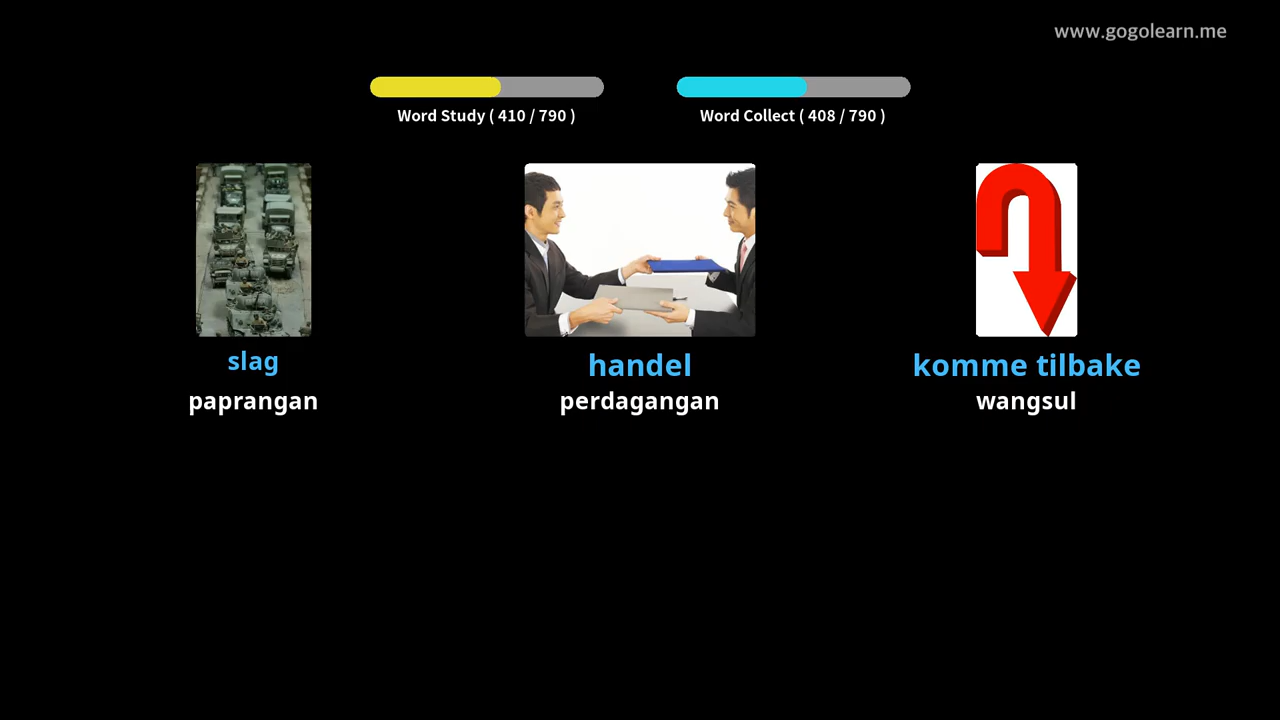 www.gogolearn.me
Word Study ( 410 / 790 )
Word Collect ( 408 / 790 )
slag
paprangan
handel
perdagangan
komme tilbake
wangsul